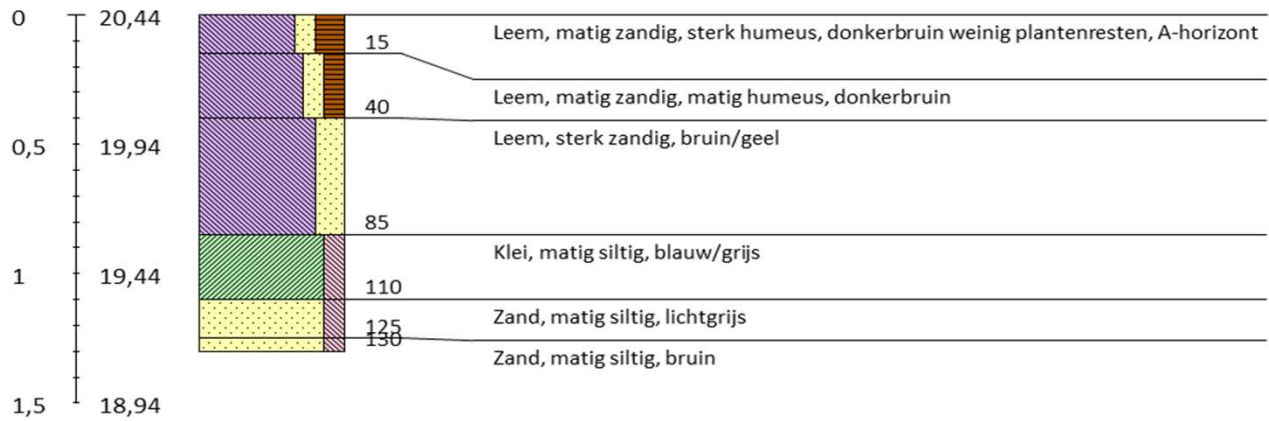 0 20,44
Leem, matig zandig, sterk humeus, donkerbruin weinig plantenresten, A-horizont
15
Leem, matig zandig, matig humeus, donkerbruin
40
Leem, sterk zandig, bruin/geel
0,5 19,94
85
Klei, matig siltig, blauw/grijs
1 19,44
110
Zand, matig siltig, lichtgrijs
125
130
Zand, matig siltig, bruin
1,5 18,94